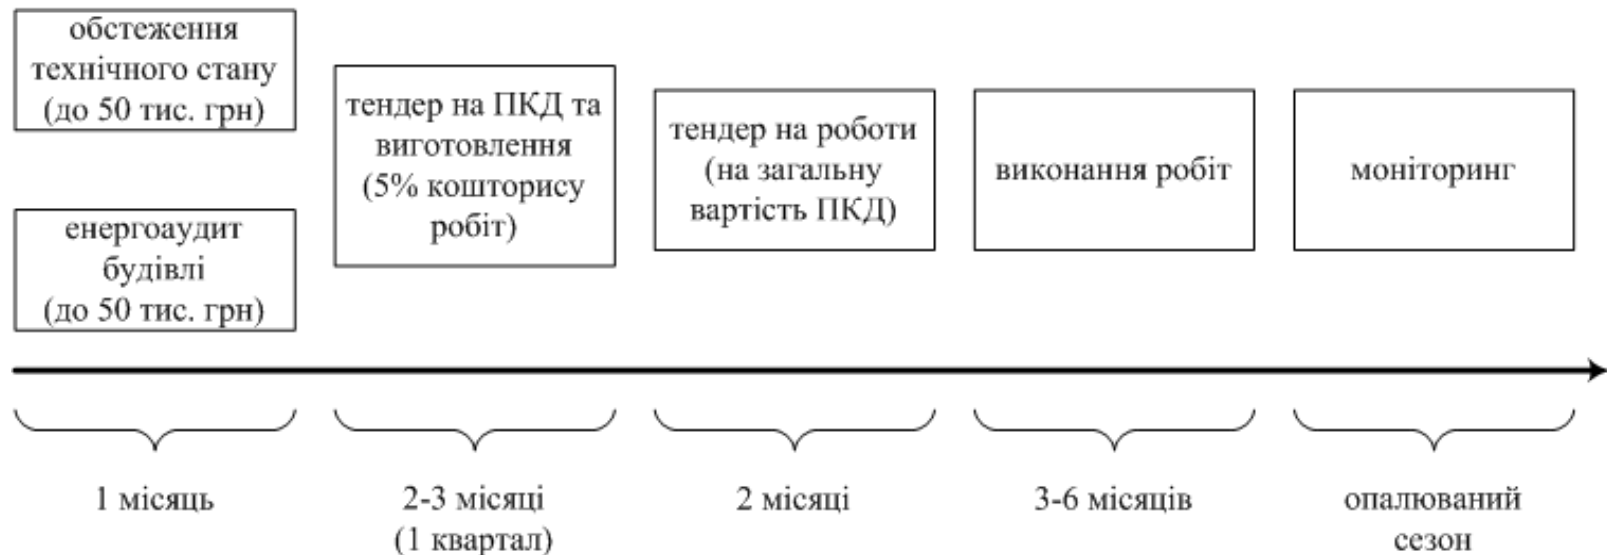 обстеження
технічного стану
(до 50 тис. грн)
енергоаудит
будівлі
(до 50 тис. грн)
тендер на ПКД та
виготовлення
(5% кошторису
робіт)
тендер на роботи
(на загальну
вартість ПКД)
виконання робіт
моніторинг
1 місяць
2-3 місяці
(1 квартал)
2 місяці
3-6 місяців
опалюваний
сезон